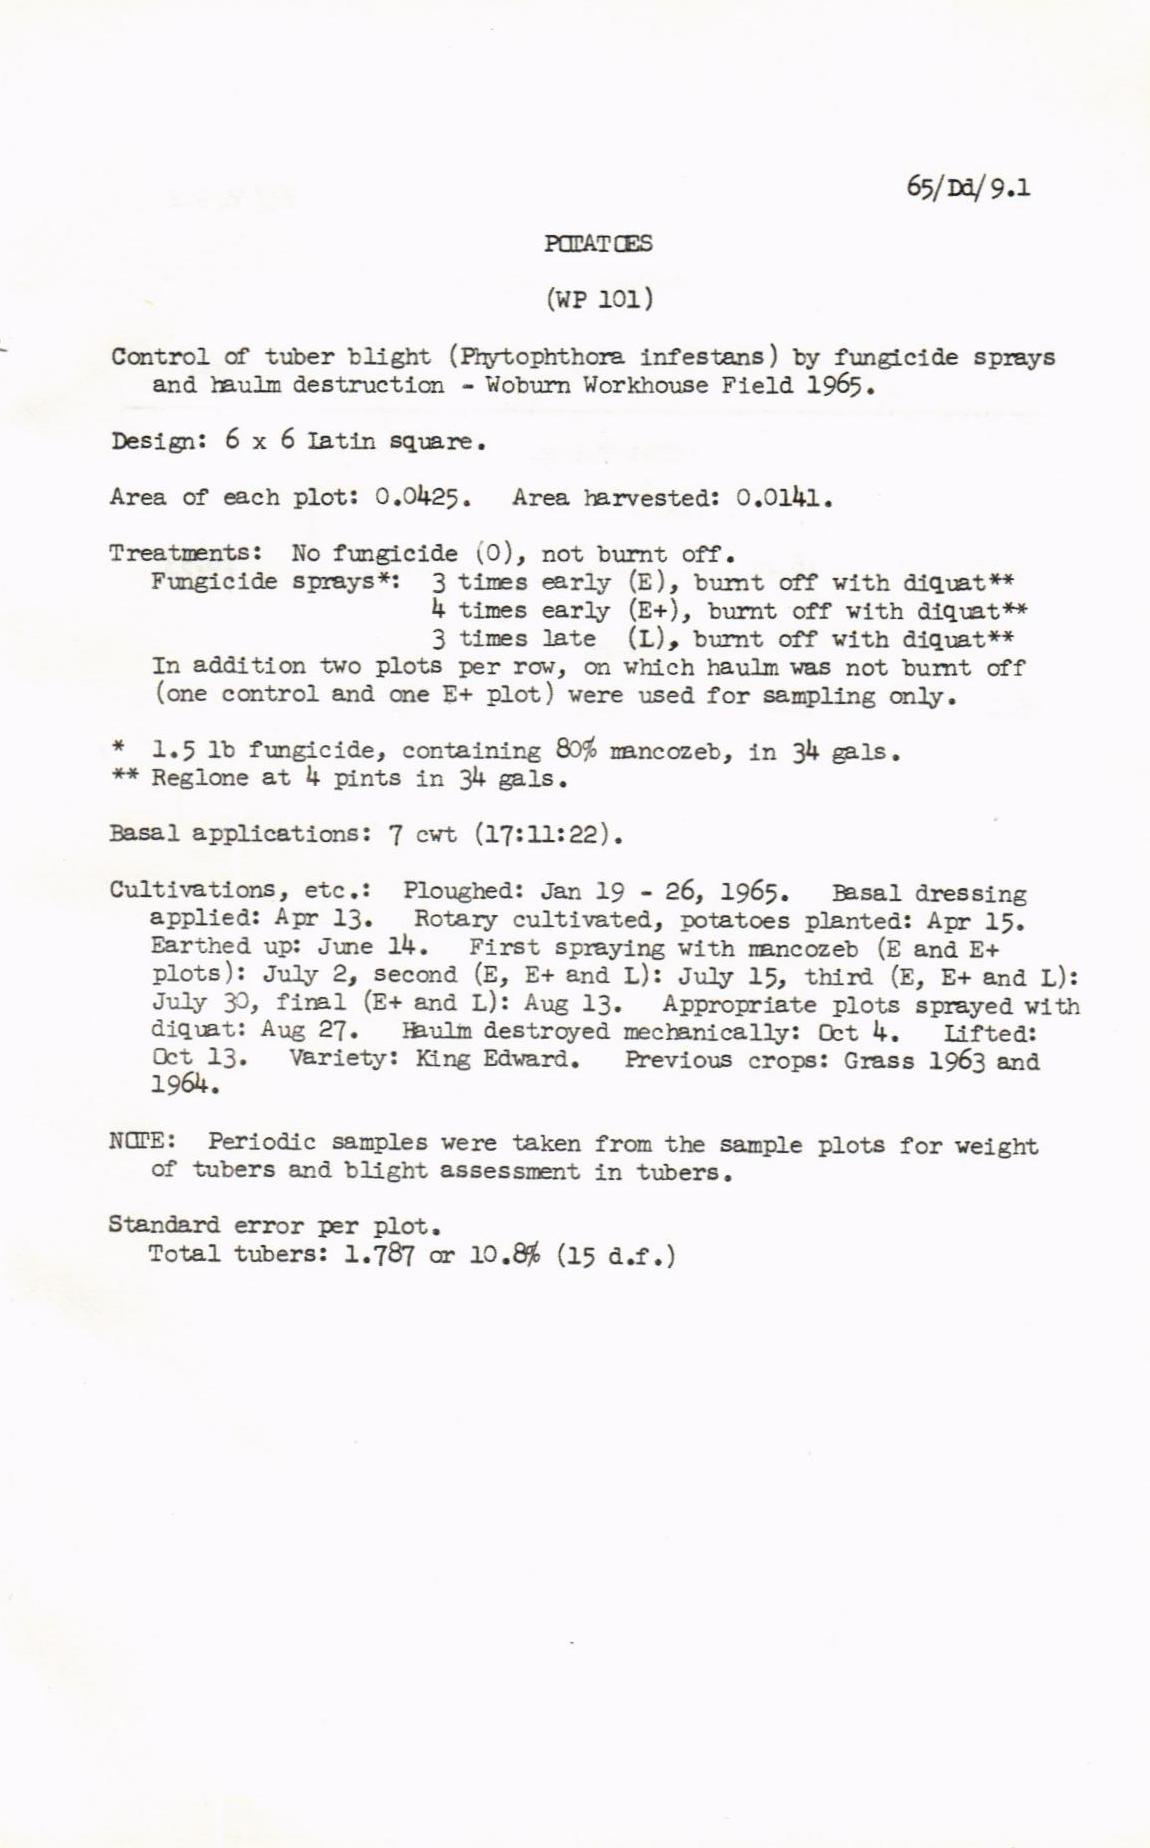 65/Dd/9.1
POTATOES
(WP 101)
Control of tuber blight (Phytophthora infestans) by fungicide sprays
and haulm destruction - Woburn Workhouse Field 1965.
Design: 6 x 6 Latin square.
Area of each plot: 0.0425. Area harvested: 0.0141.
Treatments: No fungicide (O), not burnt off.
Fungicide sprays*: 3 times early (E), burnt off with diquat**
4 times early (E+), burnt off with diquat**
3 times late (L), burnt off with diquat**
In addition two plots per row, on which haulm was not burnt off
(one control and one E+ plot) were used for sampling only.
* 1.5 lb fungicide, containing 80% mancozeb, in 34 gals.
** Reglone at 4 pints in 34 gals.
Basal applications: 7 cwt (17:11:22).
Cultivations, etc.: Ploughed: Jan 19 - 26, 1965. Basal dressing
applied: Apr 13. Rotary cultivated, potatoes planted: Apr 15.
Earthed up: June 14. First spraying with mancozeb (E and E+
plots): July 2, second (E, E+ and L): July 15, third (E, E+ and L):
July 30, final (E+ and L): Aug 13. Appropriate plots sprayed with
diquat: Aug 27. Haulm destroyed mechanically: Oct 4. Lifted:
Oct 13. Variety: King Edward. Previous crops: Grass 1963 and
1964.
NOTE: Periodic samples were taken from the sample plots for weight
of tubers and blight assessment in tubers.
Standard error per plot.
Total tubers: 1.787 or 10.8% (15 d.f.)